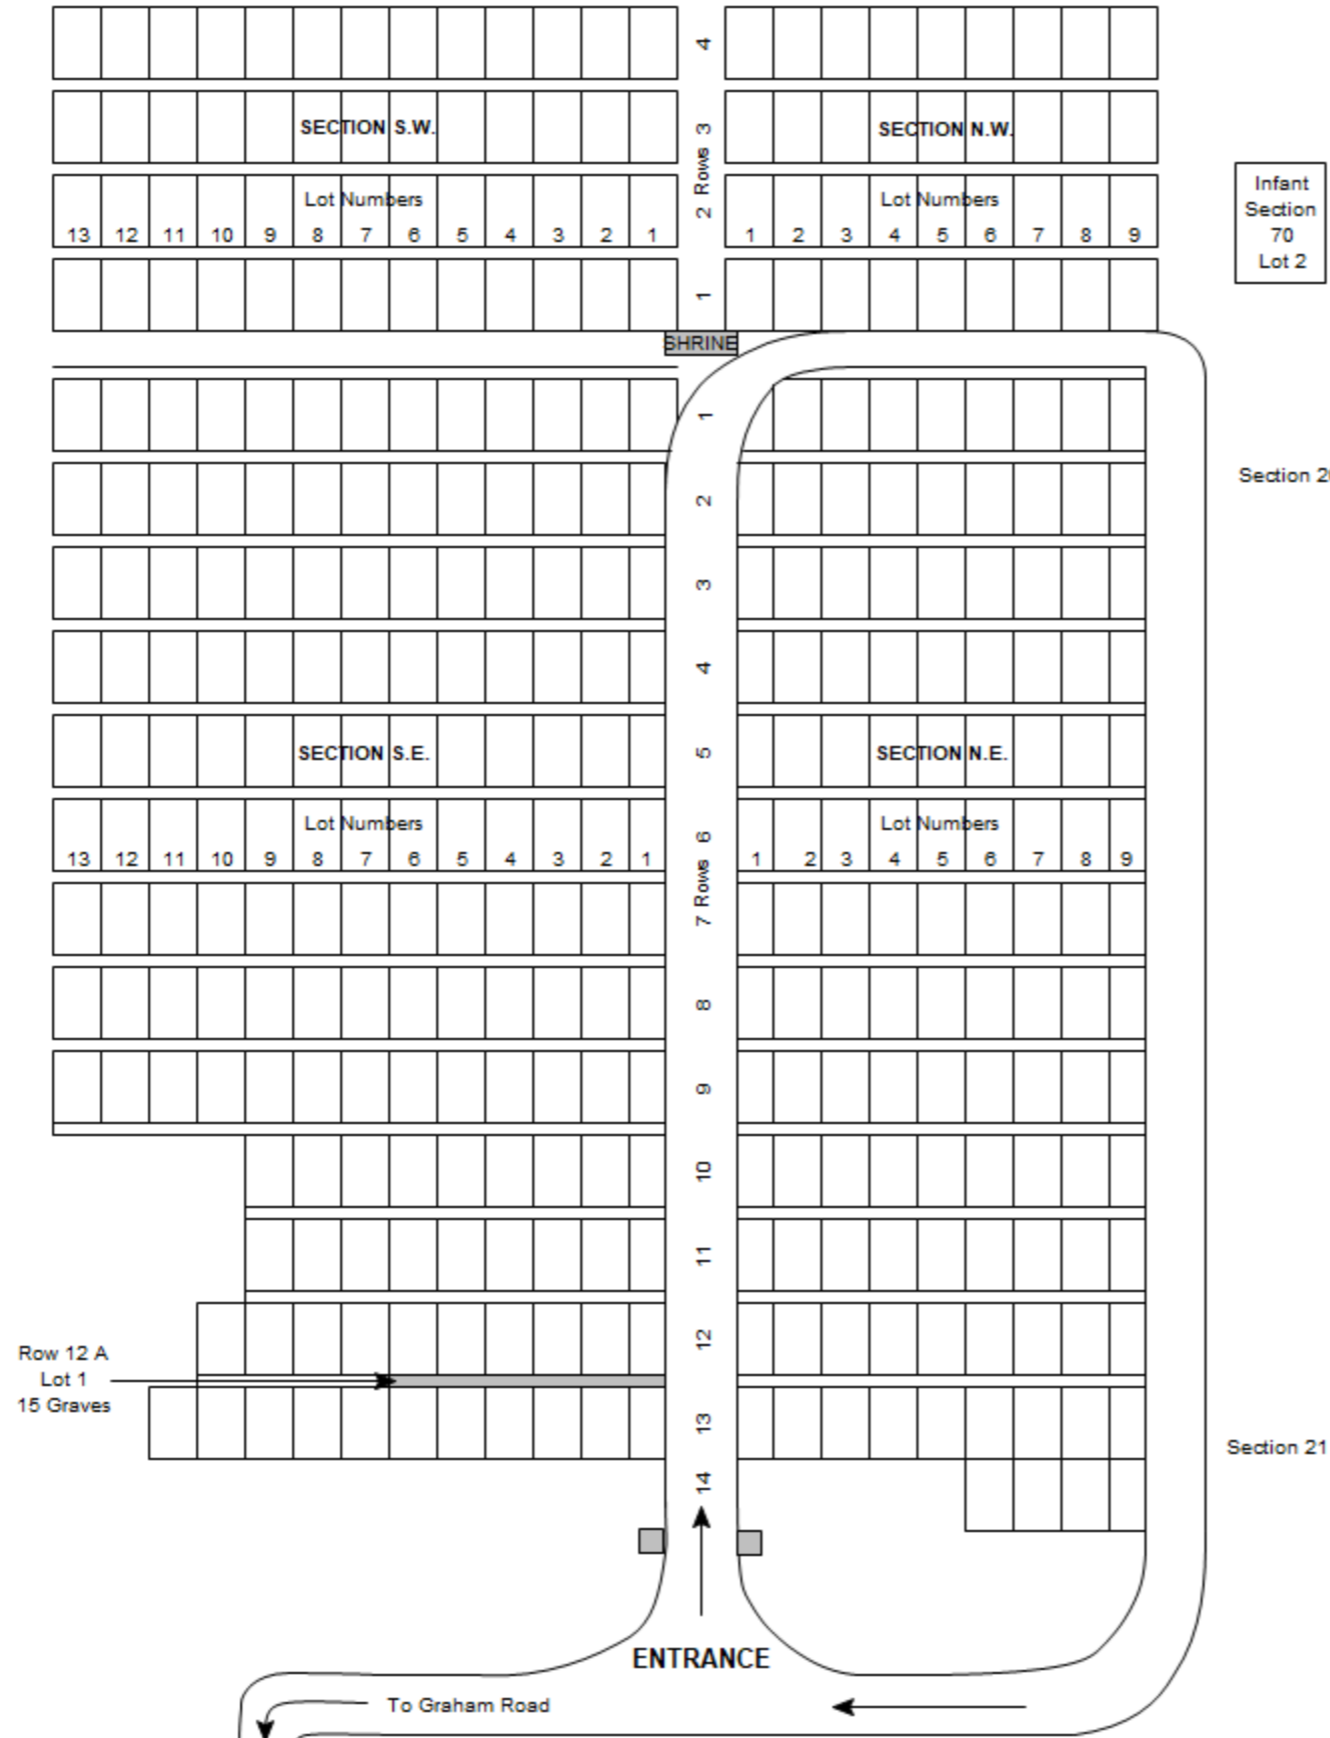 4
SECTION S.W.
3
SECTION N.W.
Rows
Lot Numbers
2
Lot Numbers
13 12 11 10 9 8 7 6 5 4 3 2 1
1 2 3 4 5 6 7 8 9
Infant
Section
70
Lot 2
1
SHRINE
1
2
Section 2
3
4
SECTION S.E.
5
SECTION N.E.
Lot Numbers
6
Lot Numbers
13 12 11 10 9 8 7 6 5 4 3 2 1
1 2 3 4 5 6 7 8 9
7 Rows
8
9
10
11
12
Row 12 A
Lot 1
15 Graves
13
Section 21
14
ENTRANCE
To Graham Road